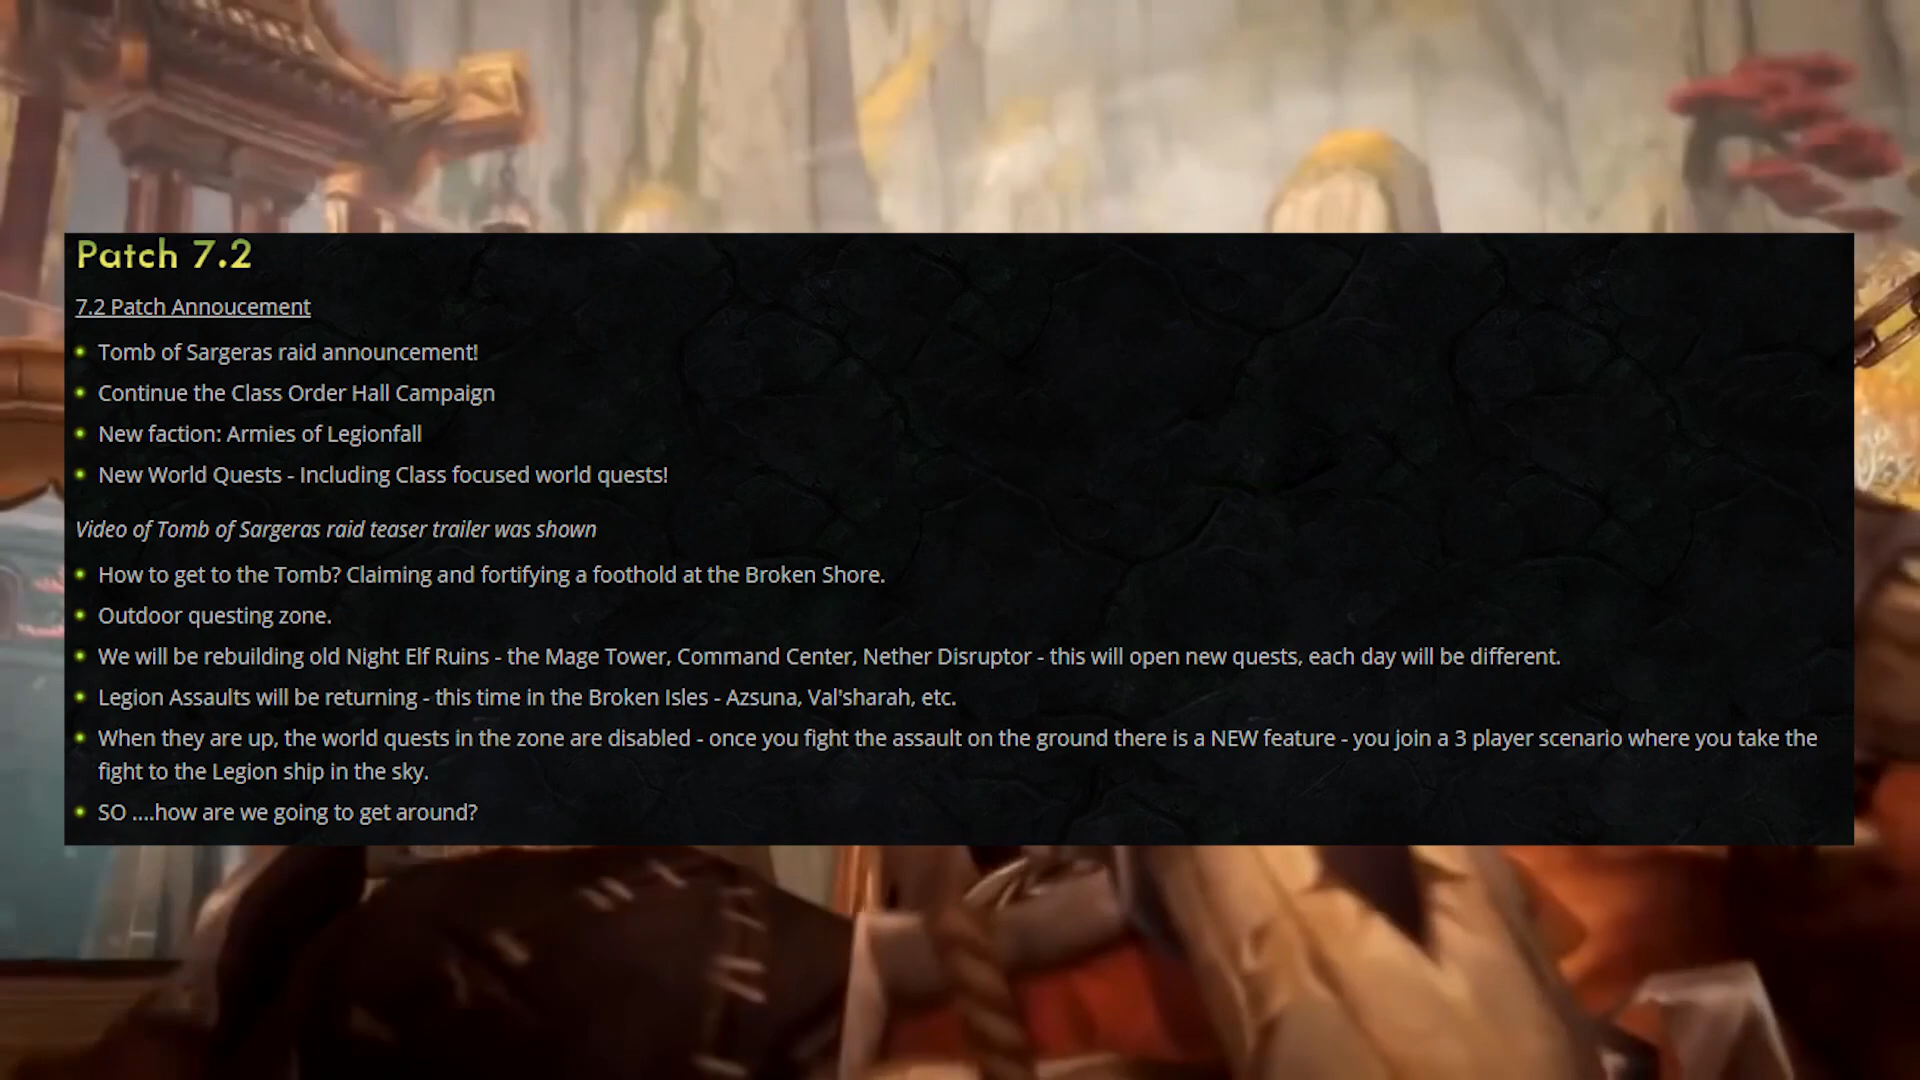 Patch 7.2
7.2 Patch Annoucement
Tomb of Sargeras raid announcement!
Continue the Class Order Hall Campaign
New faction: Armies of Legionfall
New World Quests - Including Class focused world quests!
Video of Tomb of Sargeras raid teaser trailer was shown
How to get to the Tomb? Claiming and fortifying a foothold at the Broken Shore.
Outdoor questing zone.
We will be rebuilding old Night Elf Ruins - the Mage Tower, Command Center, Nether Disruptor - this will open new quests, each day will be different.
Legion Assaults will be returning - this time in the Broken Isles - Azsuna, Val'sharah, etc.
When they are up, the world quests in the zone are disabled - once you fight the assault on the ground there is a NEW feature - you join a 3 player scenario where you take the
fight to the Legion ship in the sky.
SO ....how are we going to get around?